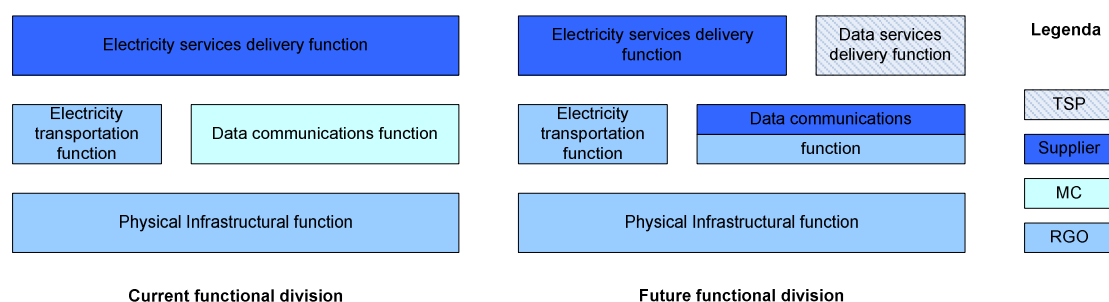 Electricity services delivery function
Electricity
transportation
function
Data communications function
Physical Infrastructural function
Current functional division
Electricity services delivery
function
Data services
delivery function
Electricity
transportation
function
Data communications
function
Physical Infrastructural function
Future functional division
Legenda
TSP
Supplier
MC
RGO